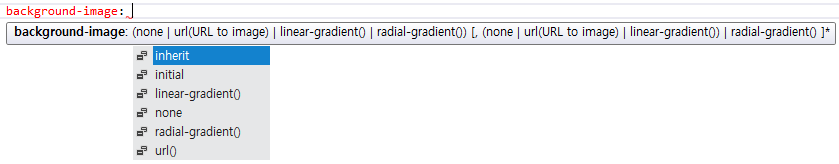 background-image:
background-image: (none | url(URL to image) | linear-gradient() | radial-gradient()) [, (none | url(URL to image) | linear-gradient()) | radial-gradient() ]*
inherit
initial
linear-gradient()
none
radial-gradient()
url()